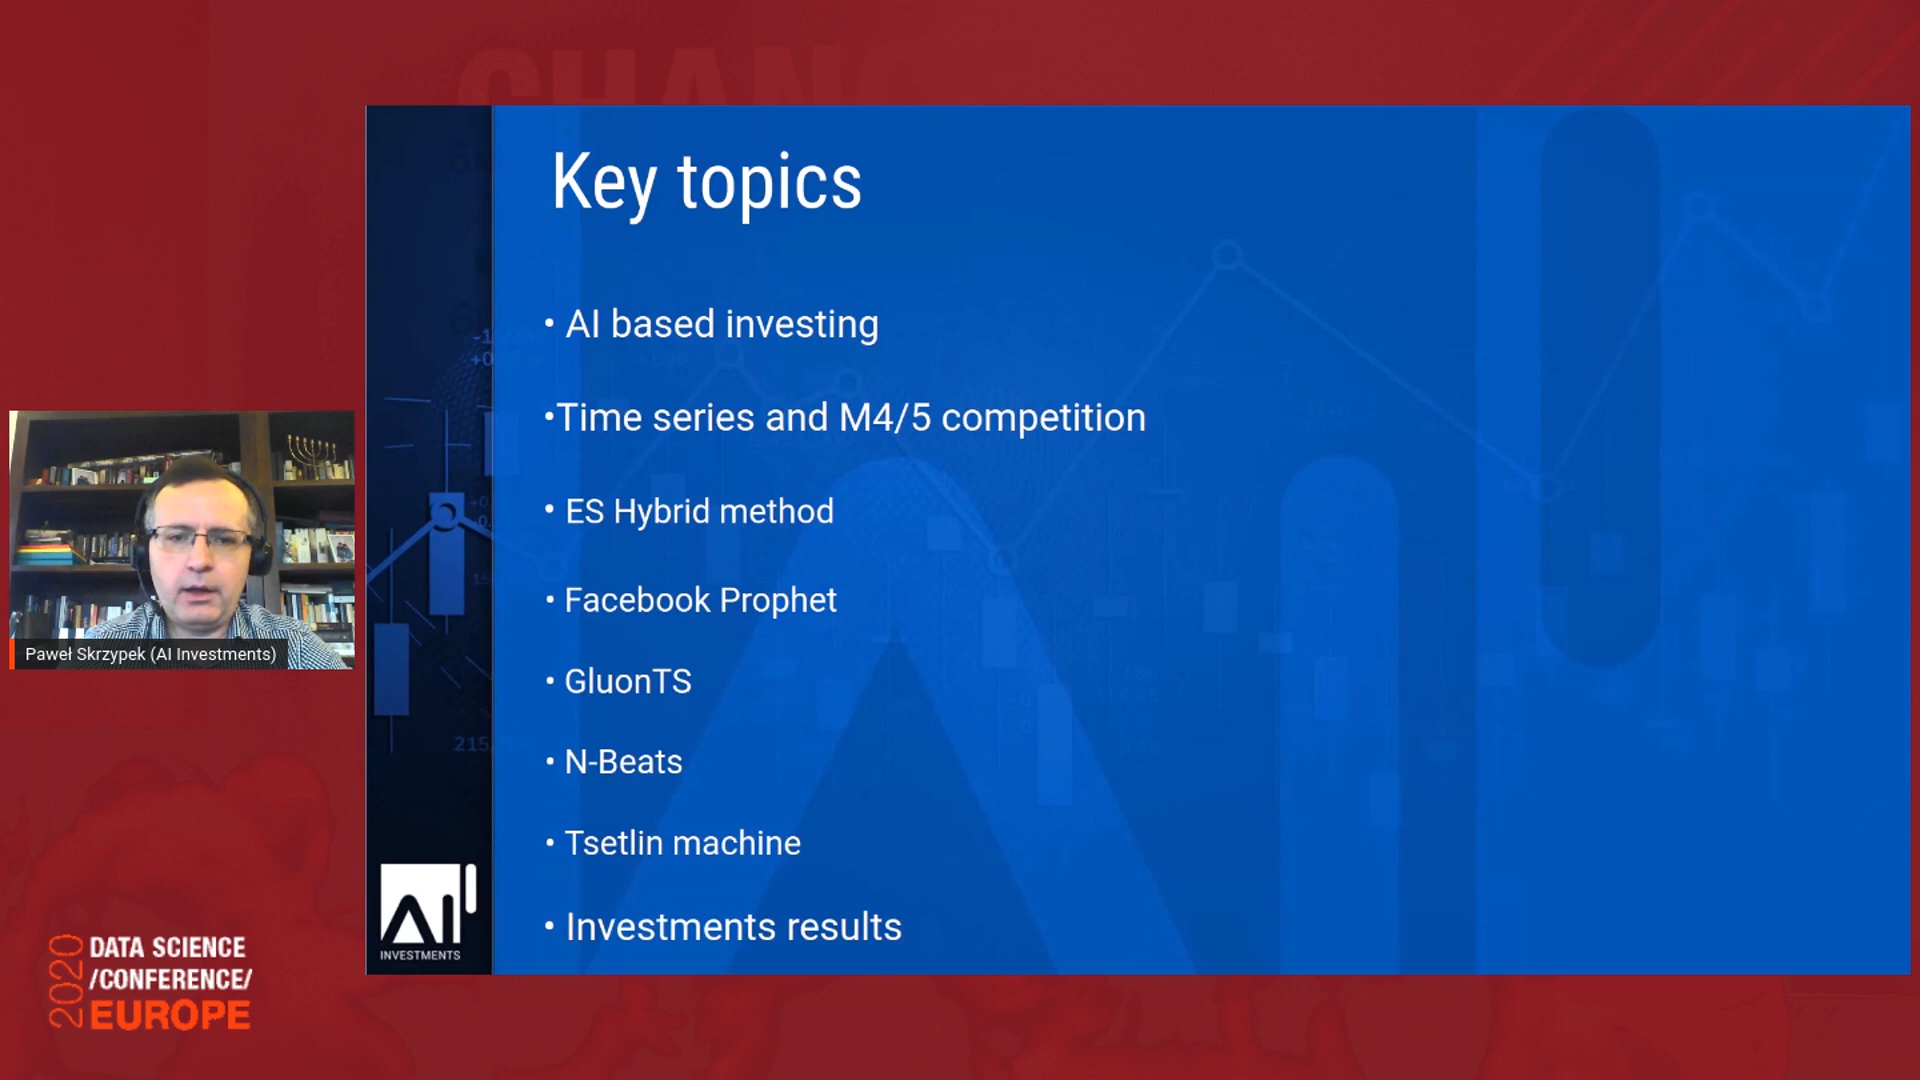 Key topics
• AI based investing
•Time series and M4/5 competition
• ES Hybrid method
• Facebook Prophet
• GluonTS
• N-Beats
• Tsetlin machine
• Investments results
Paweł Skrzypek (AI Investments)
AI
INVESTMENTS
2020
DATA SCIENCE
/CONFERENCE/
EUROPE